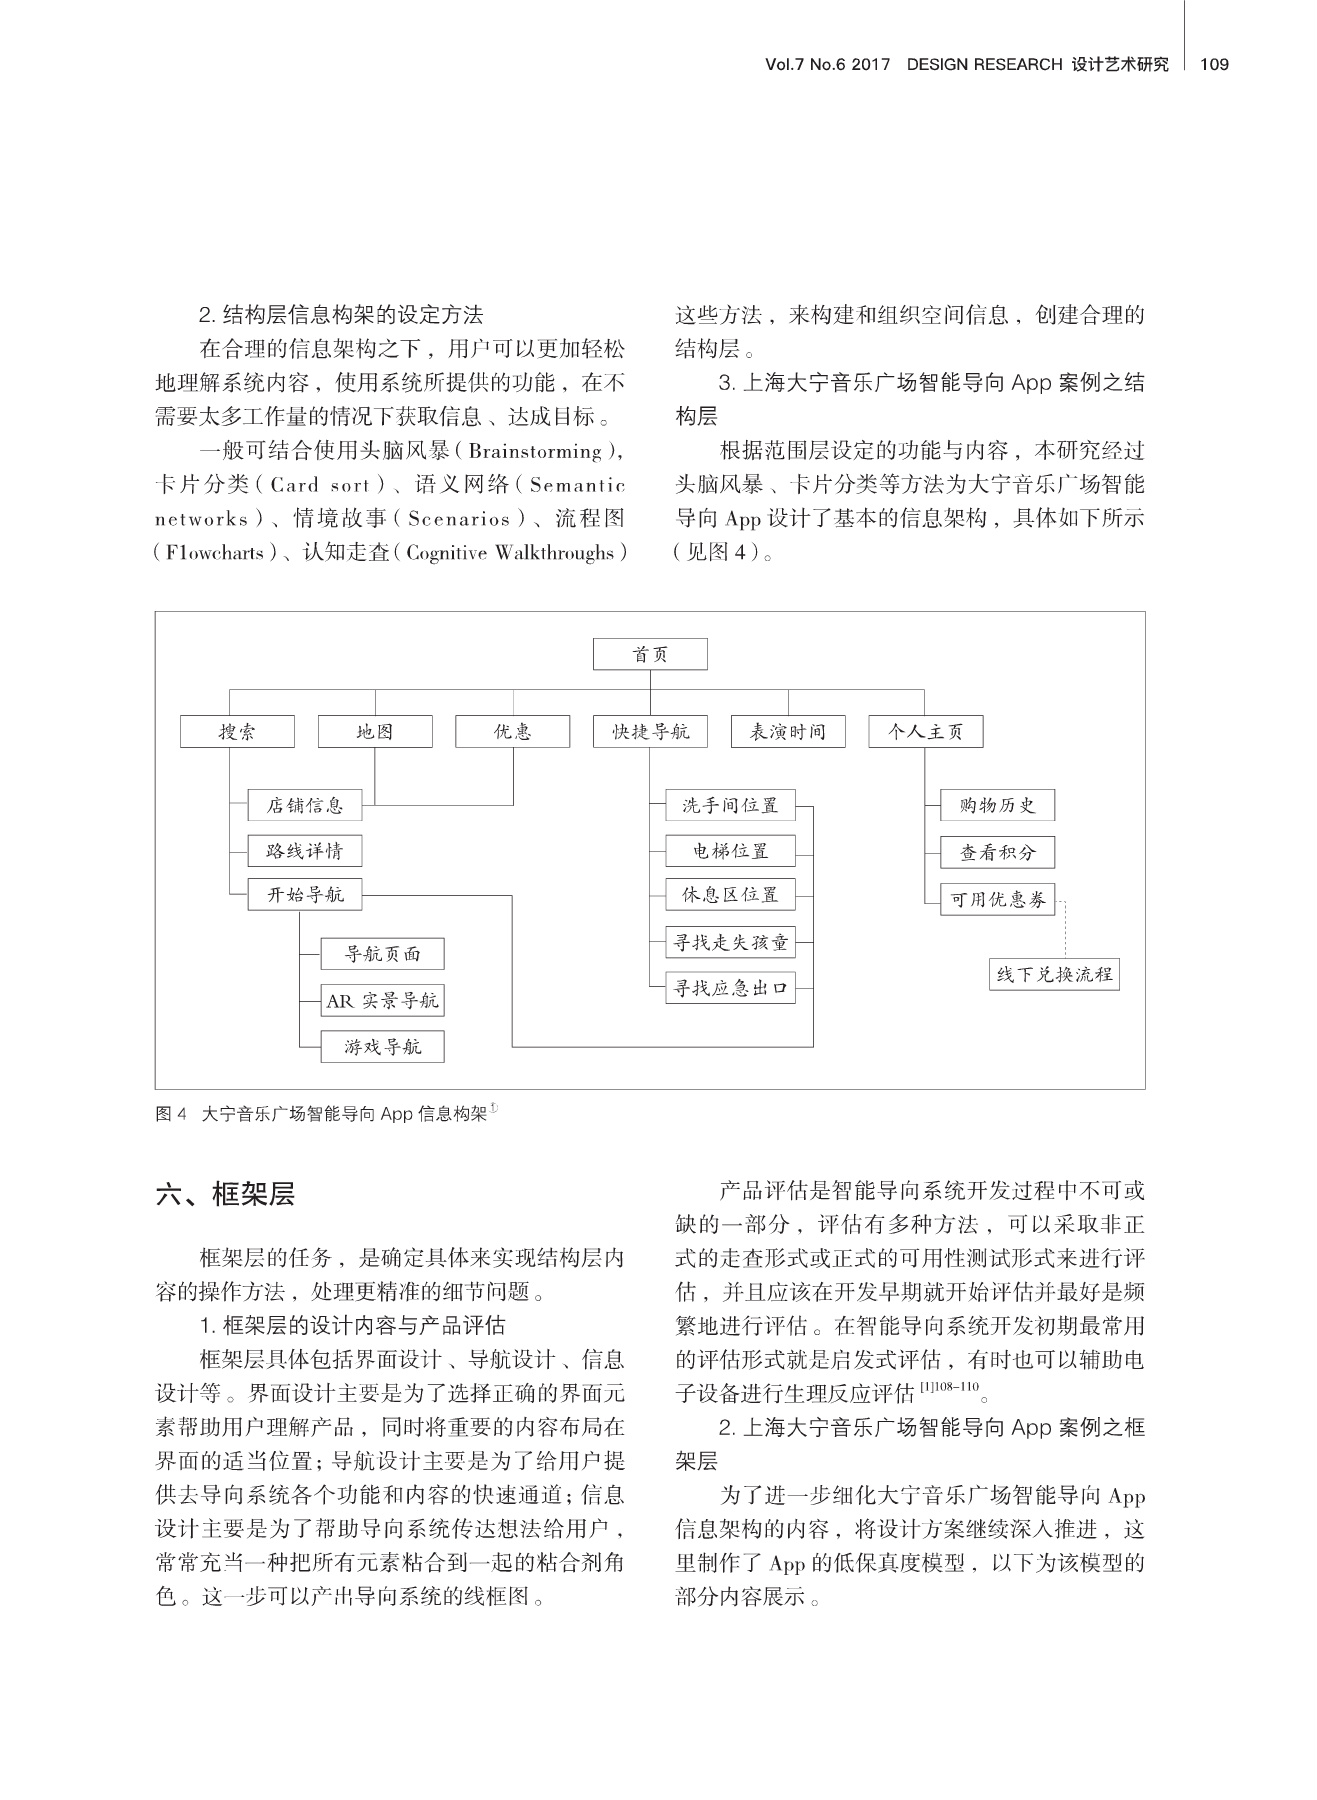 Vol.7 No.6 2017 DESIGN RESEARCH 设计艺术研究 109
2. 结构层信息构架的设定方法
在合理的信息架构之下，用户可以更加轻松
地理解系统内容，使用系统所提供的功能，在不
需要太多工作量的情况下获取信息、达成目标。
一般可结合使用头脑风暴（Brainstorming），
卡片分类（Card sort）、语义网络（Semantic
networks）、情境故事（Scenarios）、流程图
（F1owcharts）、认知走查（Cognitive Walkthroughs）
这些方法，来构建和组织空间信息，创建合理的
结构层。
3. 上海大宁音乐广场智能导向 App 案例之结
构层
根据范围层设定的功能与内容，本研究经过
头脑风暴、卡片分类等方法为大宁音乐广场智能
导向 App 设计了基本的信息架构，具体如下所示
（见图 4）。
首页
搜索
地图
优惠
快捷导航
表演时间
个人主页
店铺信息
路线详情
开始导航
导航页面
AR 实景导航
游戏导航
洗手间位置
电梯位置
休息区位置
寻找走失孩童
寻找应急出口
购物历史
查看积分
可用优惠券
线下兑换流程
图 4 大宁音乐广场智能导向 App 信息构架①
六、框架层
框架层的任务，是确定具体来实现结构层内
容的操作方法，处理更精准的细节问题。
1. 框架层的设计内容与产品评估
框架层具体包括界面设计、导航设计、信息
设计等。界面设计主要是为了选择正确的界面元
素帮助用户理解产品，同时将重要的内容布局在
界面的适当位置；导航设计主要是为了给用户提
供去导向系统各个功能和内容的快速通道；信息
设计主要是为了帮助导向系统传达想法给用户，
常常充当一种把所有元素粘合到一起的粘合剂角
色。这一步可以产出导向系统的线框图。
产品评估是智能导向系统开发过程中不可或
缺的一部分，评估有多种方法，可以采取非正
式的走查形式或正式的可用性测试形式来进行评
估，并且应该在开发早期就开始评估并最好是频
繁地进行评估。在智能导向系统开发初期最常用
的评估形式就是启发式评估，有时也可以辅助电
子设备进行生理反应评估[1]108-110。
2. 上海大宁音乐广场智能导向 App 案例之框
架层
为了进一步细化大宁音乐广场智能导向 App
信息架构的内容，将设计方案继续深入推进，这
里制作了 App 的低保真度模型，以下为该模型的
部分内容展示。